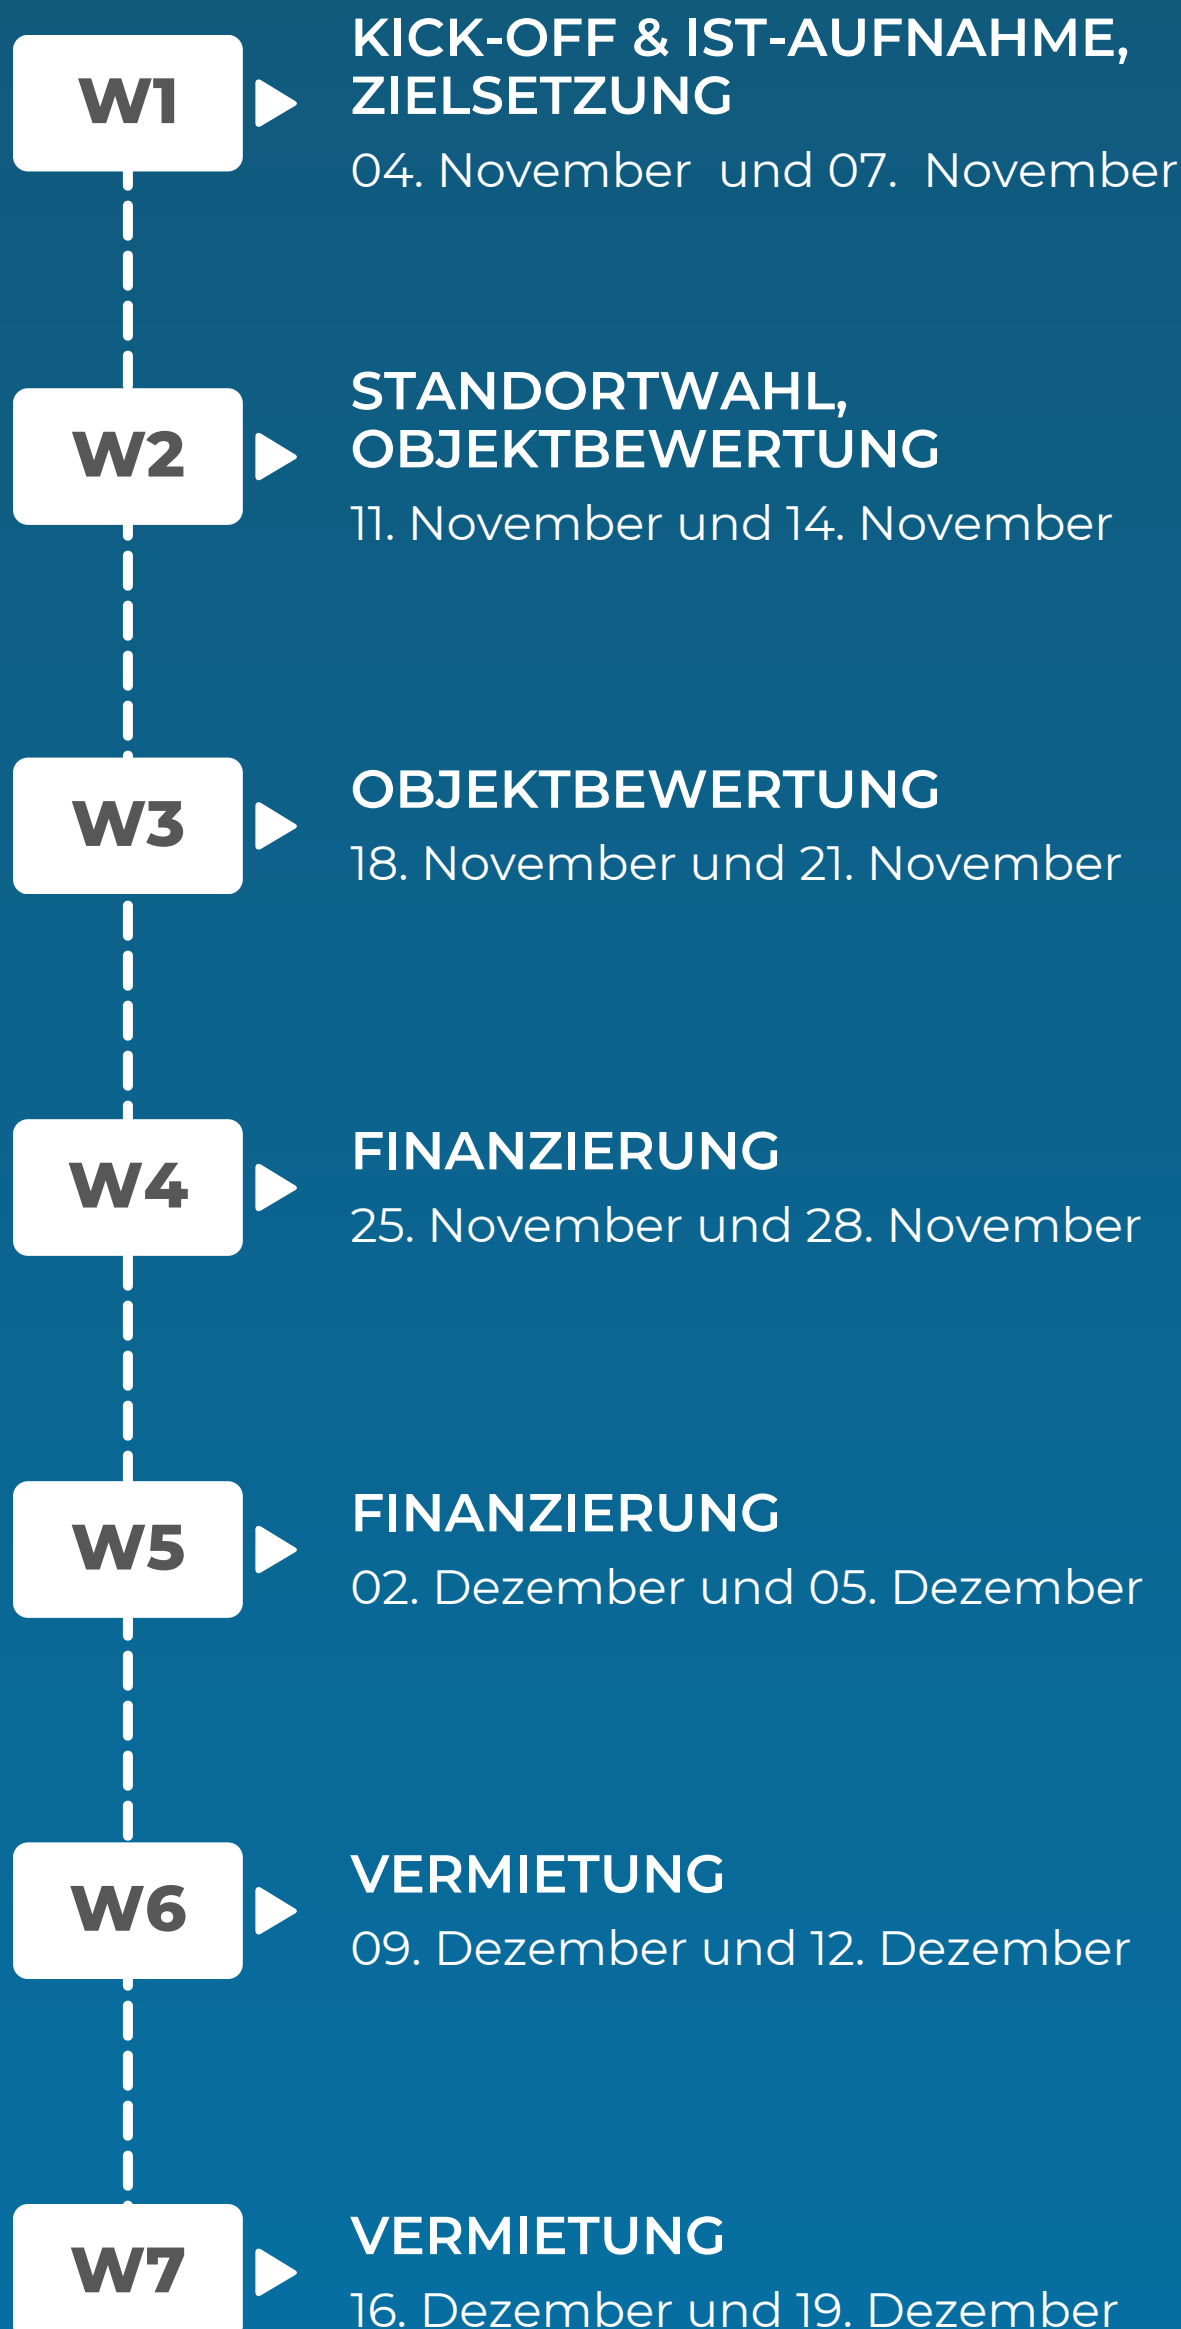 W1
KICK-OFF & IST-AUFNAHME,
ZIELSETZUNG
04. November und 07. November
W2
STANDORTWAHL,
OBJEKTBEWERTUNG
11. November und 14. November
W3
OBJEKTBEWERTUNG
18. November und 21. November
W4
FINANZIERUNG
25. November und 28. November
W5
FINANZIERUNG
02. Dezember und 05. Dezember
W6
VERMIETUNG
09. Dezember und 12. Dezember
W7
VERMIETUNG
16. Dezember und 19. Dezember